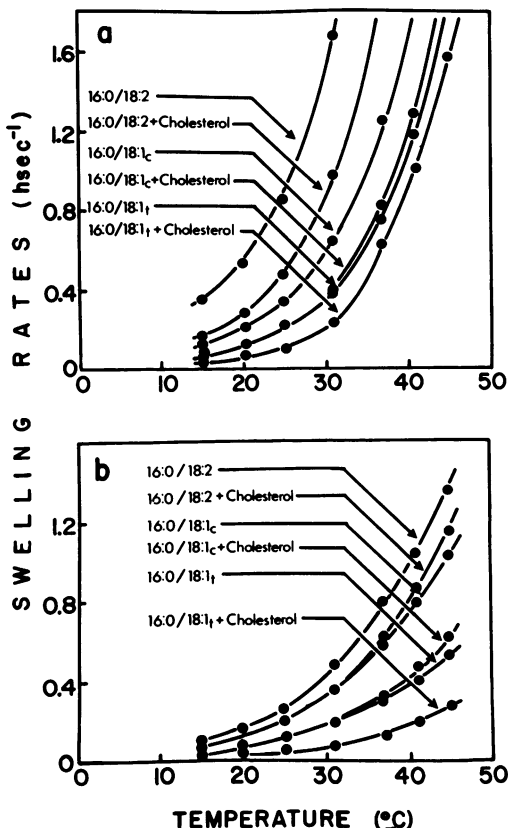 a
1.6
1.2
0.8
0.4
0
16:0/18:2
16:0/18:2+Cholesterol
16:0/18:1c
16:0/18:1c+Cholesterol
16:0/18:1t
16:0/18:1t + Cholesterol
0 10 20 30 40 50
SWELLING RATES (hsec⁻¹)
b
1.2
0.8
0.4
0
16:0/18:2
16:0/18:2 + Cholesterol
16:0/18:1c
16:0/18:1c+Cholesterol
16:0/18:1t
16:0/18:1t + Cholesterol
0 10 20 30 40 50
TEMPERATURE (°C)